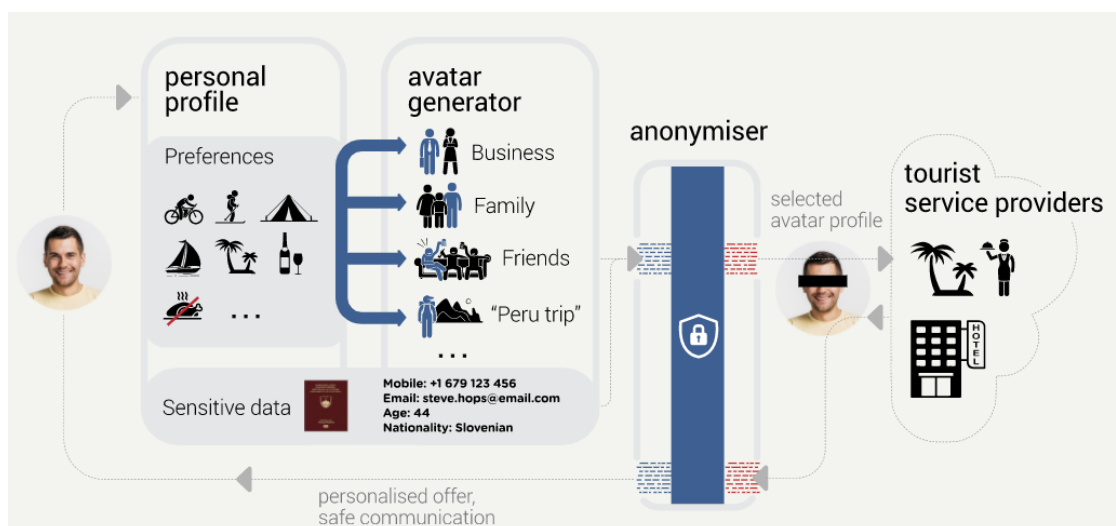 personal
profile
Preferences
...
avatar
generator
Business
Family
Friends
“Peru trip”
...
Sensitive data
Mobile: +1 679 123 456
Email: steve.hops@email.com
Age: 44
Nationality: Slovenian
anonymiser
selected
avatar profile
tourist
service providers
HOTEL
personalised offer,
safe communication